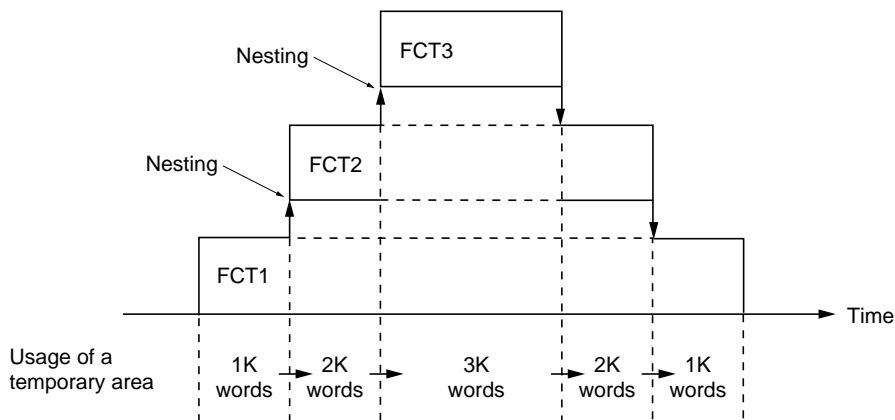 FCT3
Nesting
FCT2
Nesting
FCT1
Time
Usage of a
temporary area
1K
words
2K
words
3K
words
2K
words
1K
words